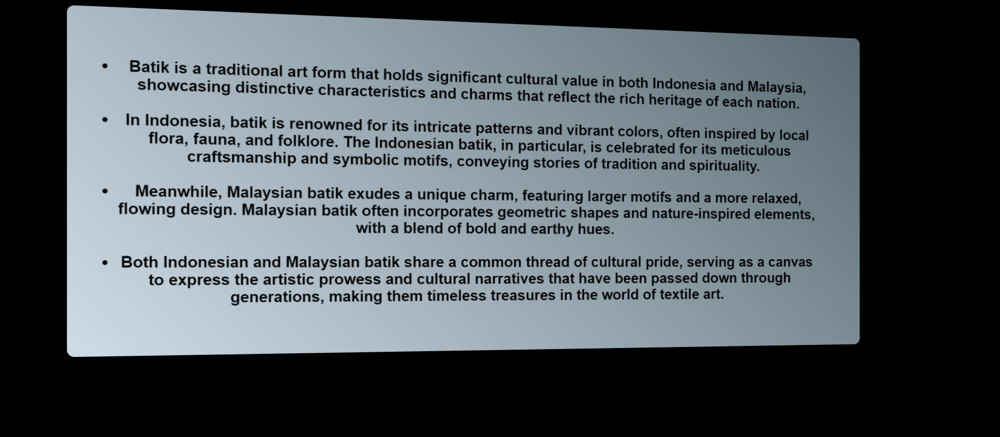 • Batik is a traditional art form that holds significant cultural value in both Indonesia and Malaysia,
showcasing distinctive characteristics and charms that reflect the rich heritage of each nation.
• In Indonesia, batik is renowned for its intricate patterns and vibrant colors, often inspired by local
flora, fauna, and folklore. The Indonesian batik, in particular, is celebrated for its meticulous
craftsmanship and symbolic motifs, conveying stories of tradition and spirituality.
• Meanwhile, Malaysian batik exudes a unique charm, featuring larger motifs and a more relaxed,
flowing design. Malaysian batik often incorporates geometric shapes and nature-inspired elements,
with a blend of bold and earthy hues.
• Both Indonesian and Malaysian batik share a common thread of cultural pride, serving as a canvas
to express the artistic prowess and cultural narratives that have been passed down through
generations, making them timeless treasures in the world of textile art.